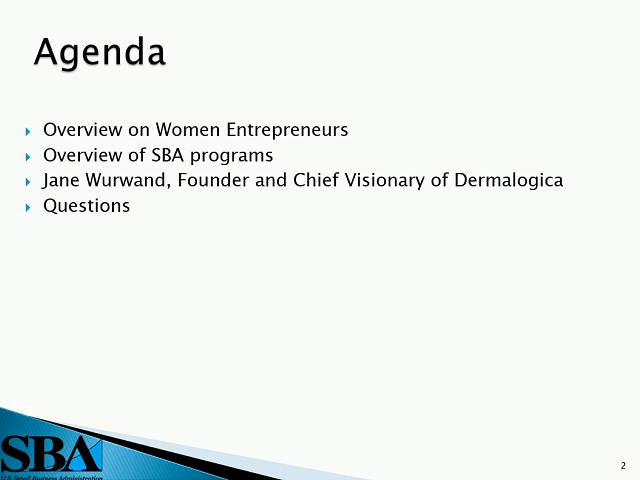 Agenda
Overview on Women Entrepreneurs
Overview of SBA programs
Jane Wurwand, Founder and Chief Visionary of Dermalogica
Questions
SBA
U.S. Small Business Administration
2